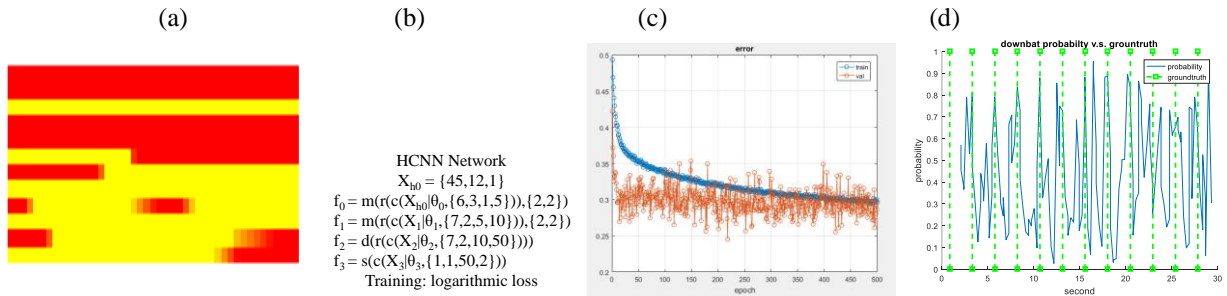 (a)
(b)
HCNN Network
X_h0 = {45,12,1}
f_0 = m(r(c(X_h0|θ_0,{6,3,1,5})),{2,2})
f_1 = m(r(c(X_1|θ_1,{7,2,5,10})),{2,2})
f_2 = d(r(c(X_2|θ_2,{7,2,10,50})))
f_3 = s(c(X_3|θ_3,{1,1,50,2}))
Training: logarithmic loss
(c)
error
train
val
0.5
0.45
0.4
0.35
0.3
0.25
0.2
0 50 100 150 200 250 300 350 400 450 500
epoch
(d)
downbat probabilty v.s. grountruth
probability
groundtruth
probability
1
0.9
0.8
0.7
0.6
0.5
0.4
0.3
0.2
0.1
0
0 5 10 15 20 25 30
second